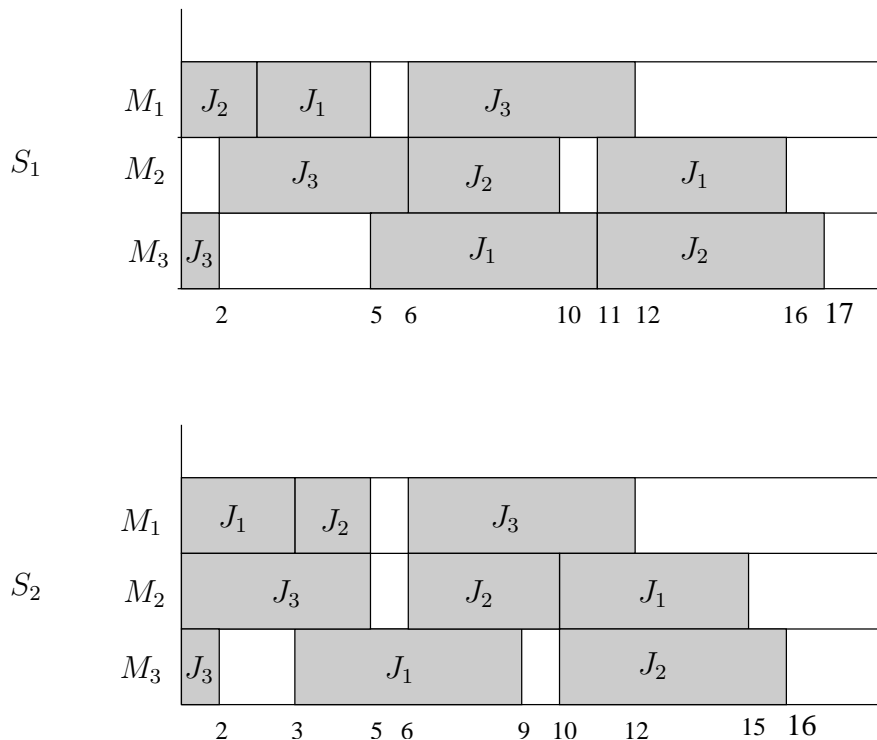 M₁ J₂ J₁ J₃
S₁ M₂ J₃ J₂ J₁
M₃ J₃ J₁ J₂
2 5 6 10 11 12 16 17
M₁ J₁ J₂ J₃
S₂ M₂ J₃ J₂ J₁
M₃ J₃ J₁ J₂
2 3 5 6 9 10 12 15 16